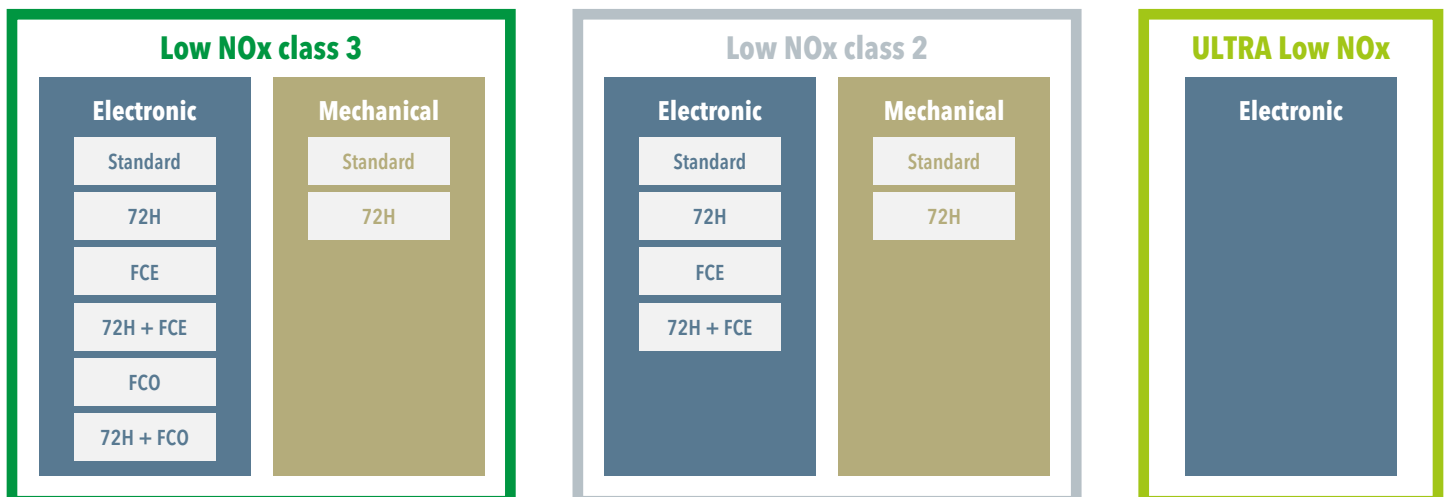 Low NOx class 3
Electronic
Standard
72H
FCE
72H + FCE
FCO
72H + FCO
Mechanical
Standard
72H
Low NOx class 2
Electronic
Standard
72H
FCE
72H + FCE
Mechanical
Standard
72H
ULTRA Low NOx
Electronic